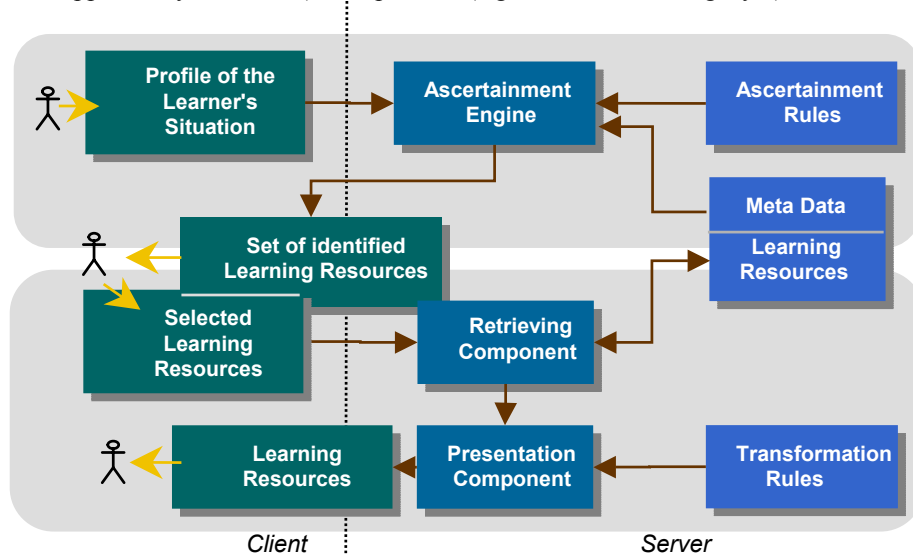 Profile of the
Learner's
Situation
Ascertainment
Engine
Ascertainment
Rules
Meta Data
Learning
Resources
Set of identified
Learning Resources
Selected
Learning
Resources
Retrieving
Component
Learning
Resources
Presentation
Component
Transformation
Rules
Client
Server